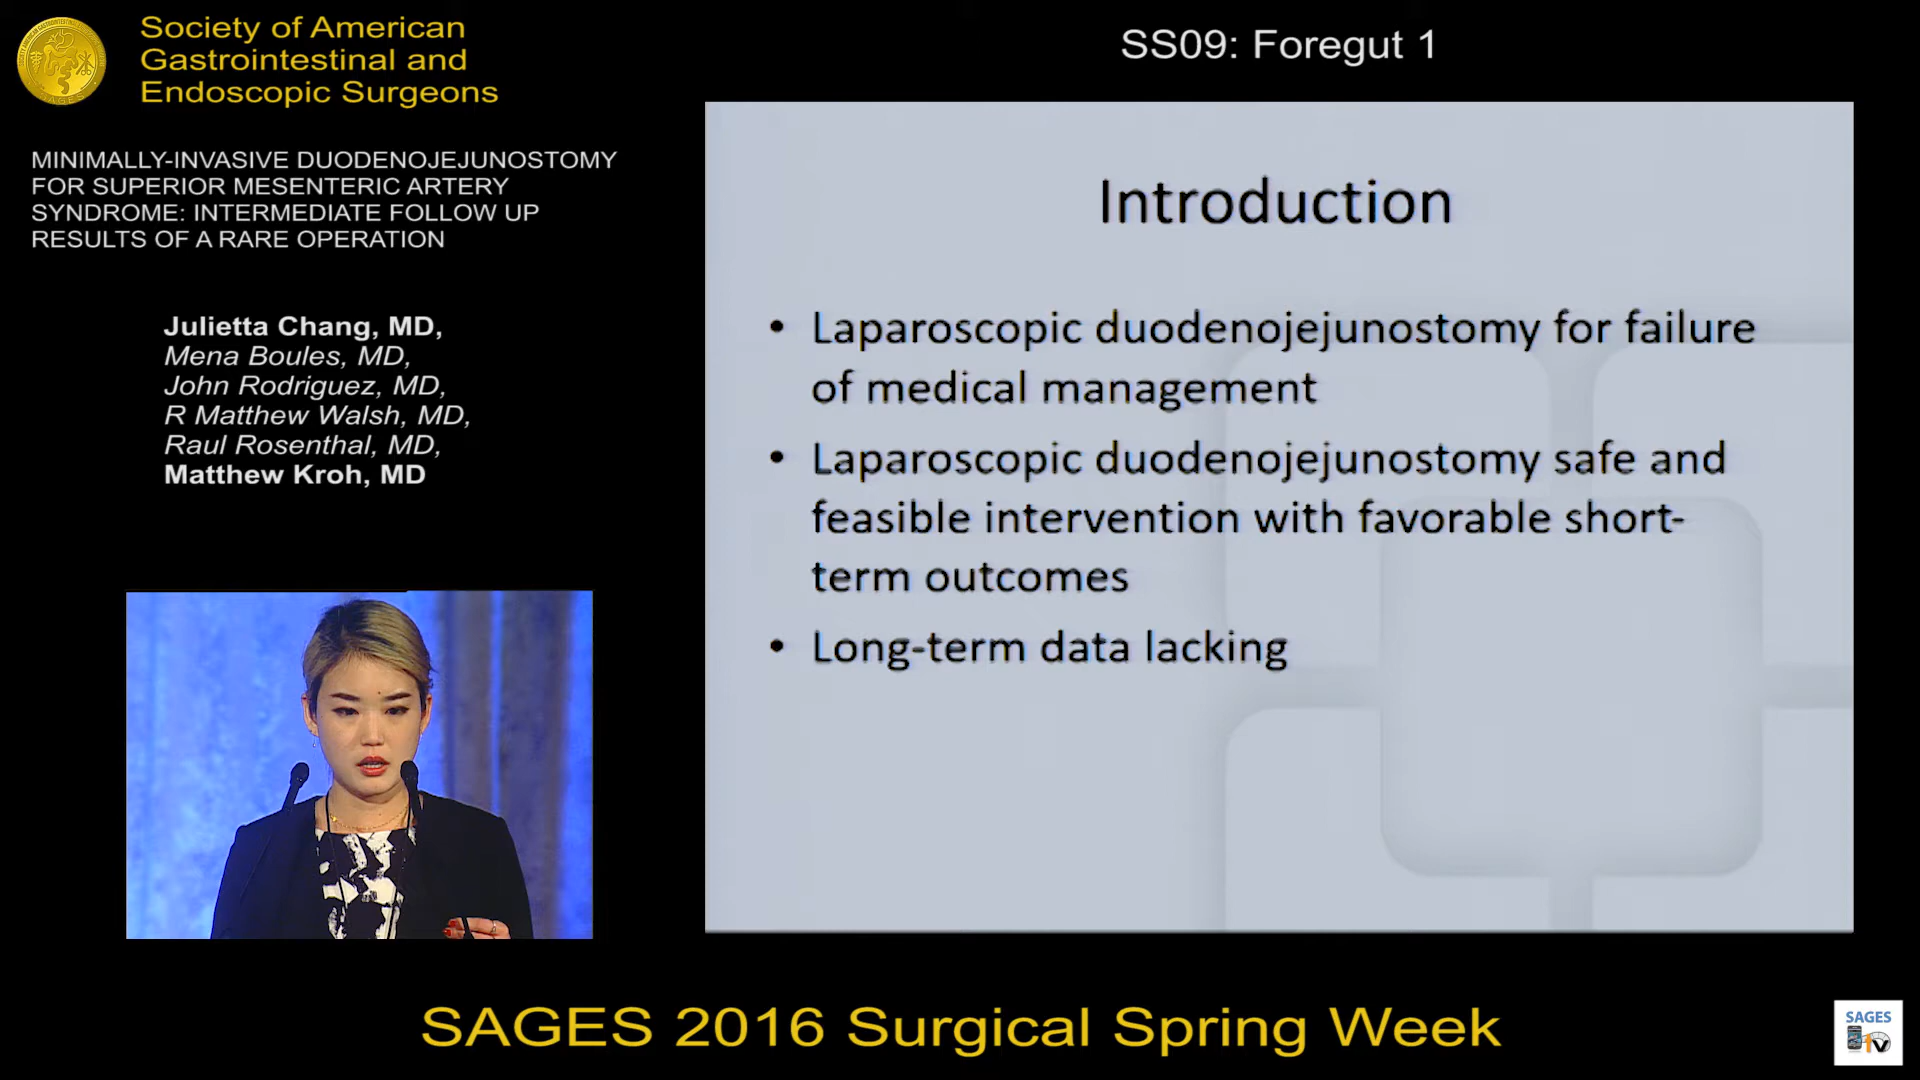 Society of American
Gastrointestinal and
Endoscopic Surgeons
SS09: Foregut 1
MINIMALLY-INVASIVE DUODENOJEJUNOSTOMY
FOR SUPERIOR MESENTERIC ARTERY
SYNDROME: INTERMEDIATE FOLLOW UP
RESULTS OF A RARE OPERATION
Julietta Chang, MD,
Mena Boules, MD,
John Rodriguez, MD,
R Matthew Walsh, MD,
Raul Rosenthal, MD,
Matthew Kroh, MD
Introduction
• Laparoscopic duodenojejunostomy for failure
of medical management
• Laparoscopic duodenojejunostomy safe and
feasible intervention with favorable short-
term outcomes
• Long-term data lacking
SAGES 2016 Surgical Spring Week
SAGES
TV